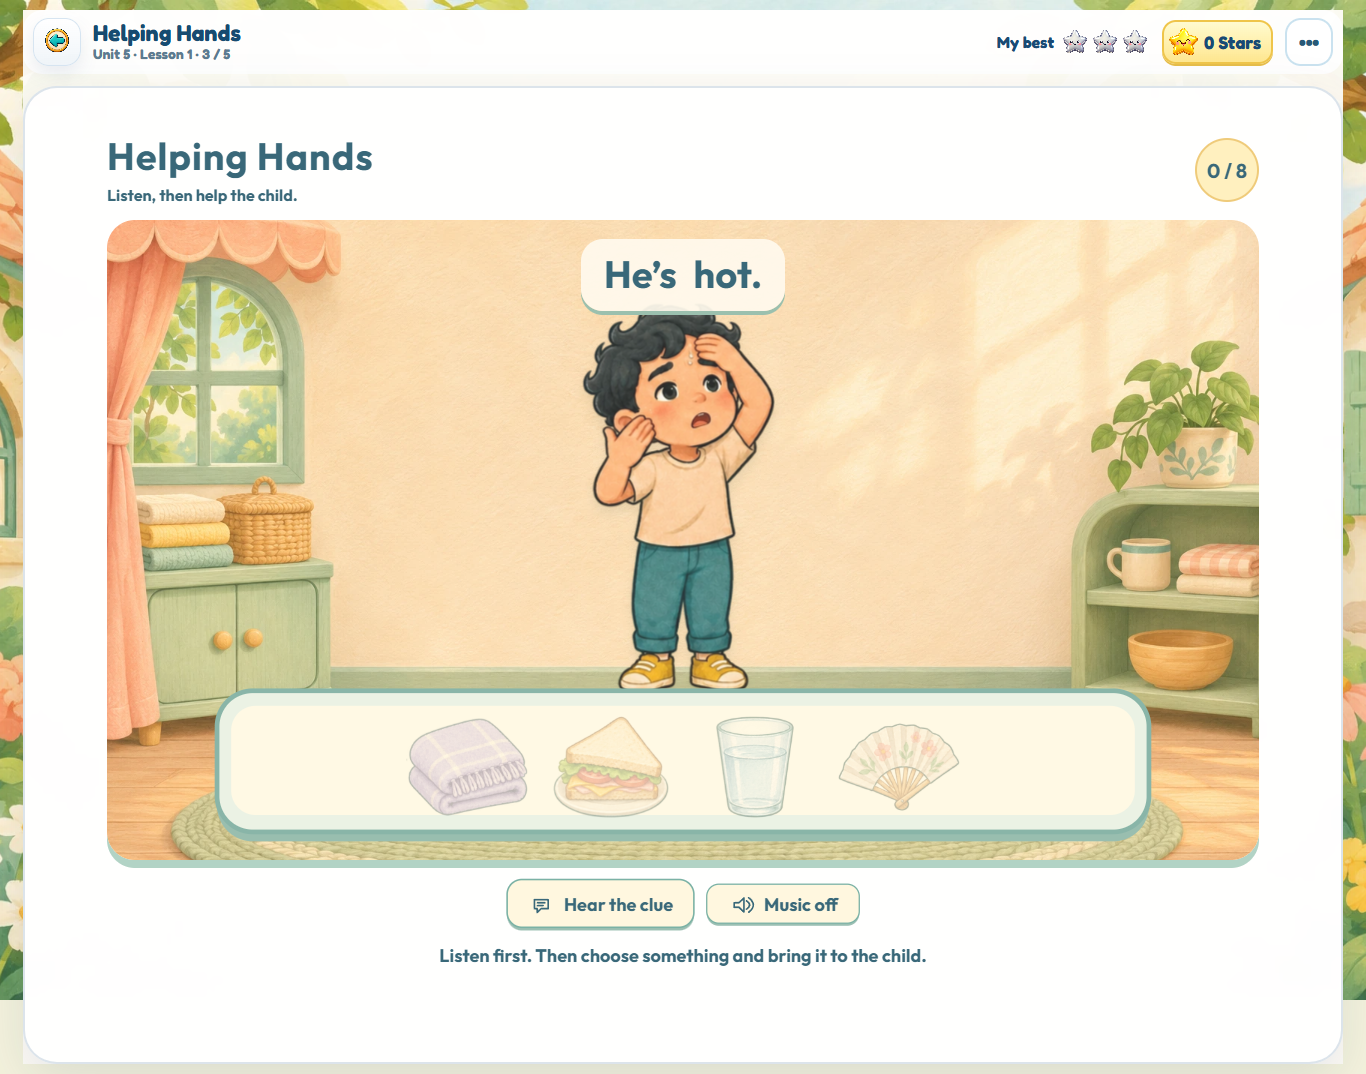 Helping Hands
Unit 5 · Lesson 1 · 3 / 5
My best
0 Stars
Helping Hands
Listen, then help the child.
0 / 8
He’s hot.
Hear the clue
Music off
Listen first. Then choose something and bring it to the child.